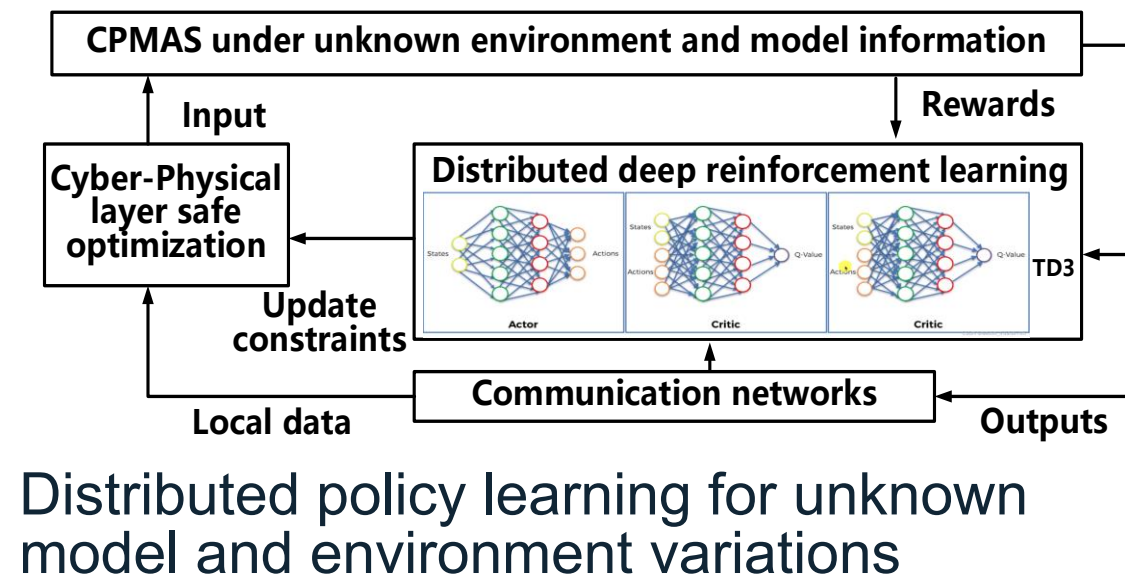 CPMAS under unknown environment and model information
Input
Rewards
Cyber-Physical
layer safe
optimization
Distributed deep reinforcement learning
States
Actions
Actor
States
Actions
Q-Value
Critic
States
Actions
Q-Value
Critic
TD3
Update
constraints
Communication networks
Local data
Outputs
Distributed policy learning for unknown
model and environment variations